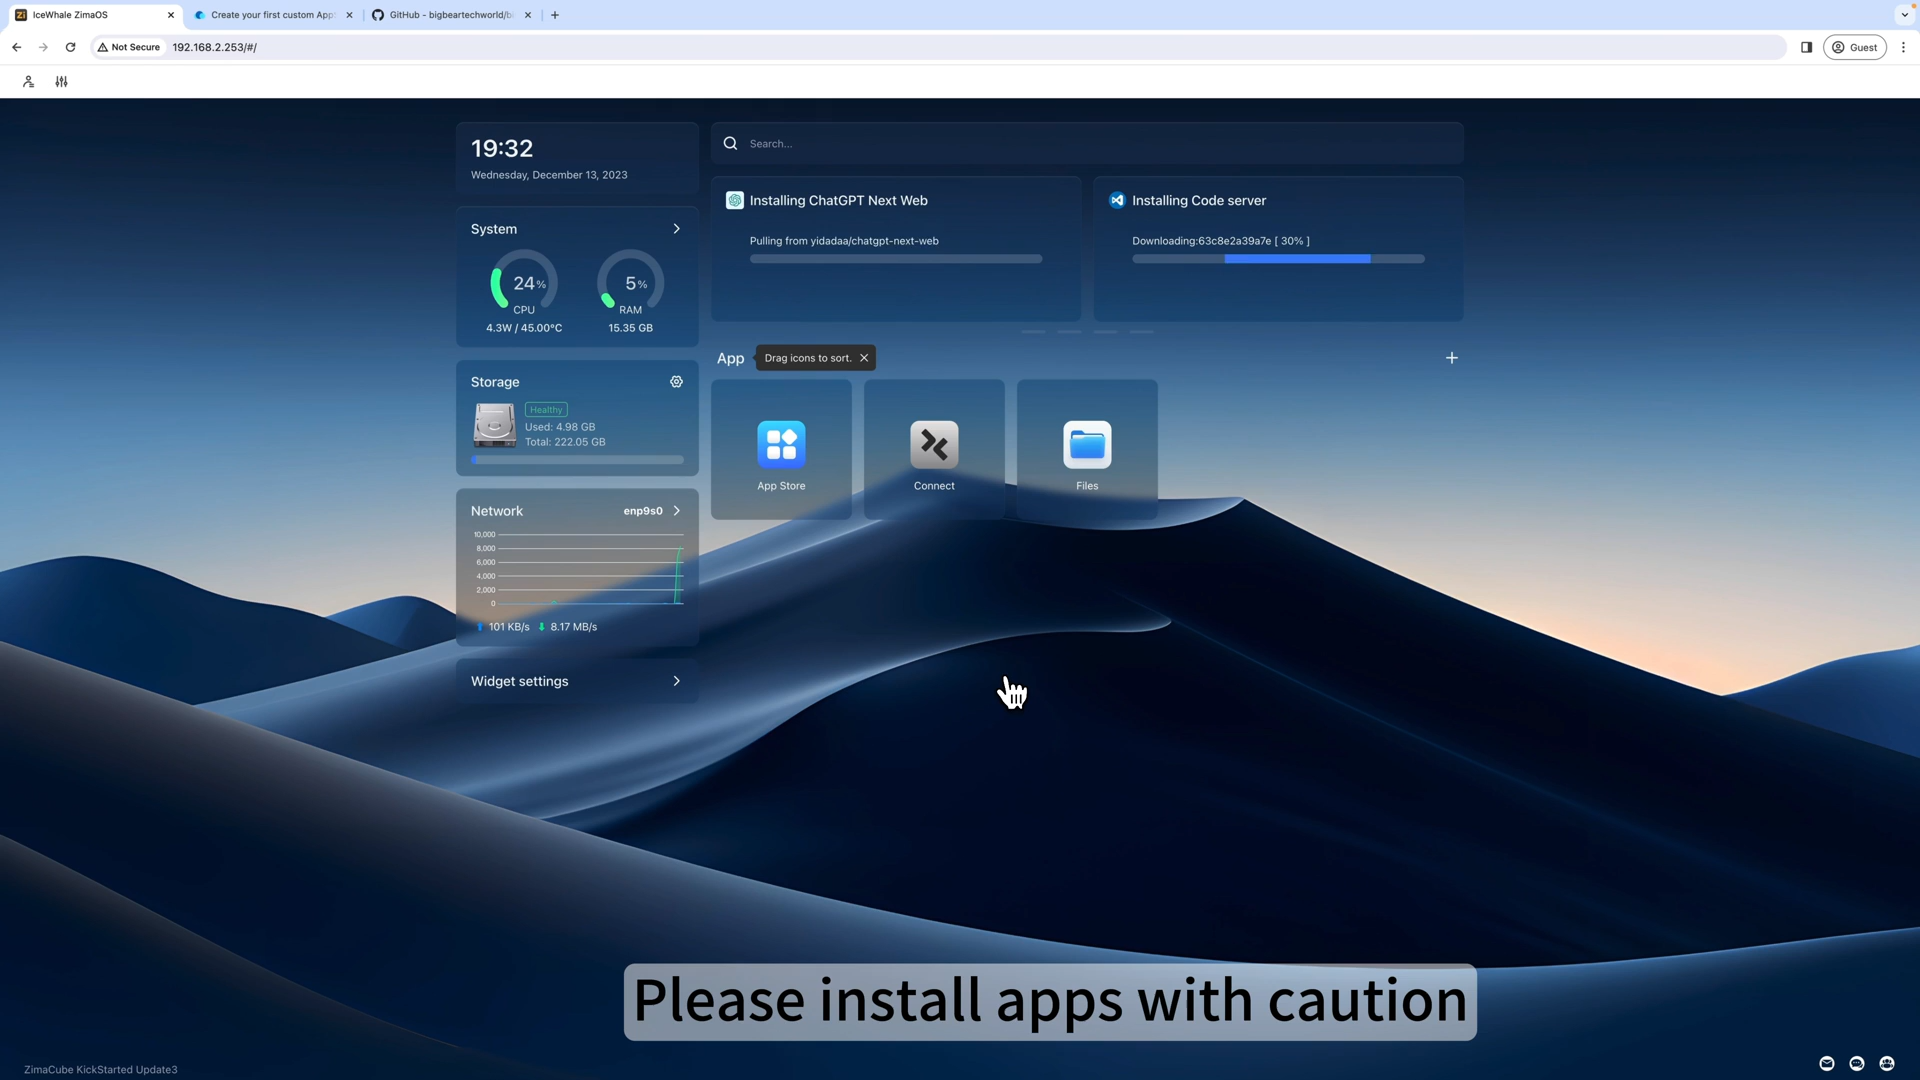 IceWhale ZimaOS
Create your first custom App
GitHub - bigbeartechworld/b
Not Secure
192.168.2.253/#/
Guest
19:32
Wednesday, December 13, 2023
Search...
Installing ChatGPT Next Web
Pulling from yidadaa/chatgpt-next-web
Installing Code server
Downloading:63c8e2a39a7e [ 30% ]
System
24%
CPU
4.3W / 45.00°C
5%
RAM
15.35 GB
App
Drag icons to sort.
Storage
Healthy
Used: 4.98 GB
Total: 222.05 GB
App Store
Connect
Files
Network
enp9s0
10,000
8,000
6,000
4,000
2,000
0
101 KB/s
8.17 MB/s
Widget settings
Please install apps with caution
ZimaCube KickStarted Update3